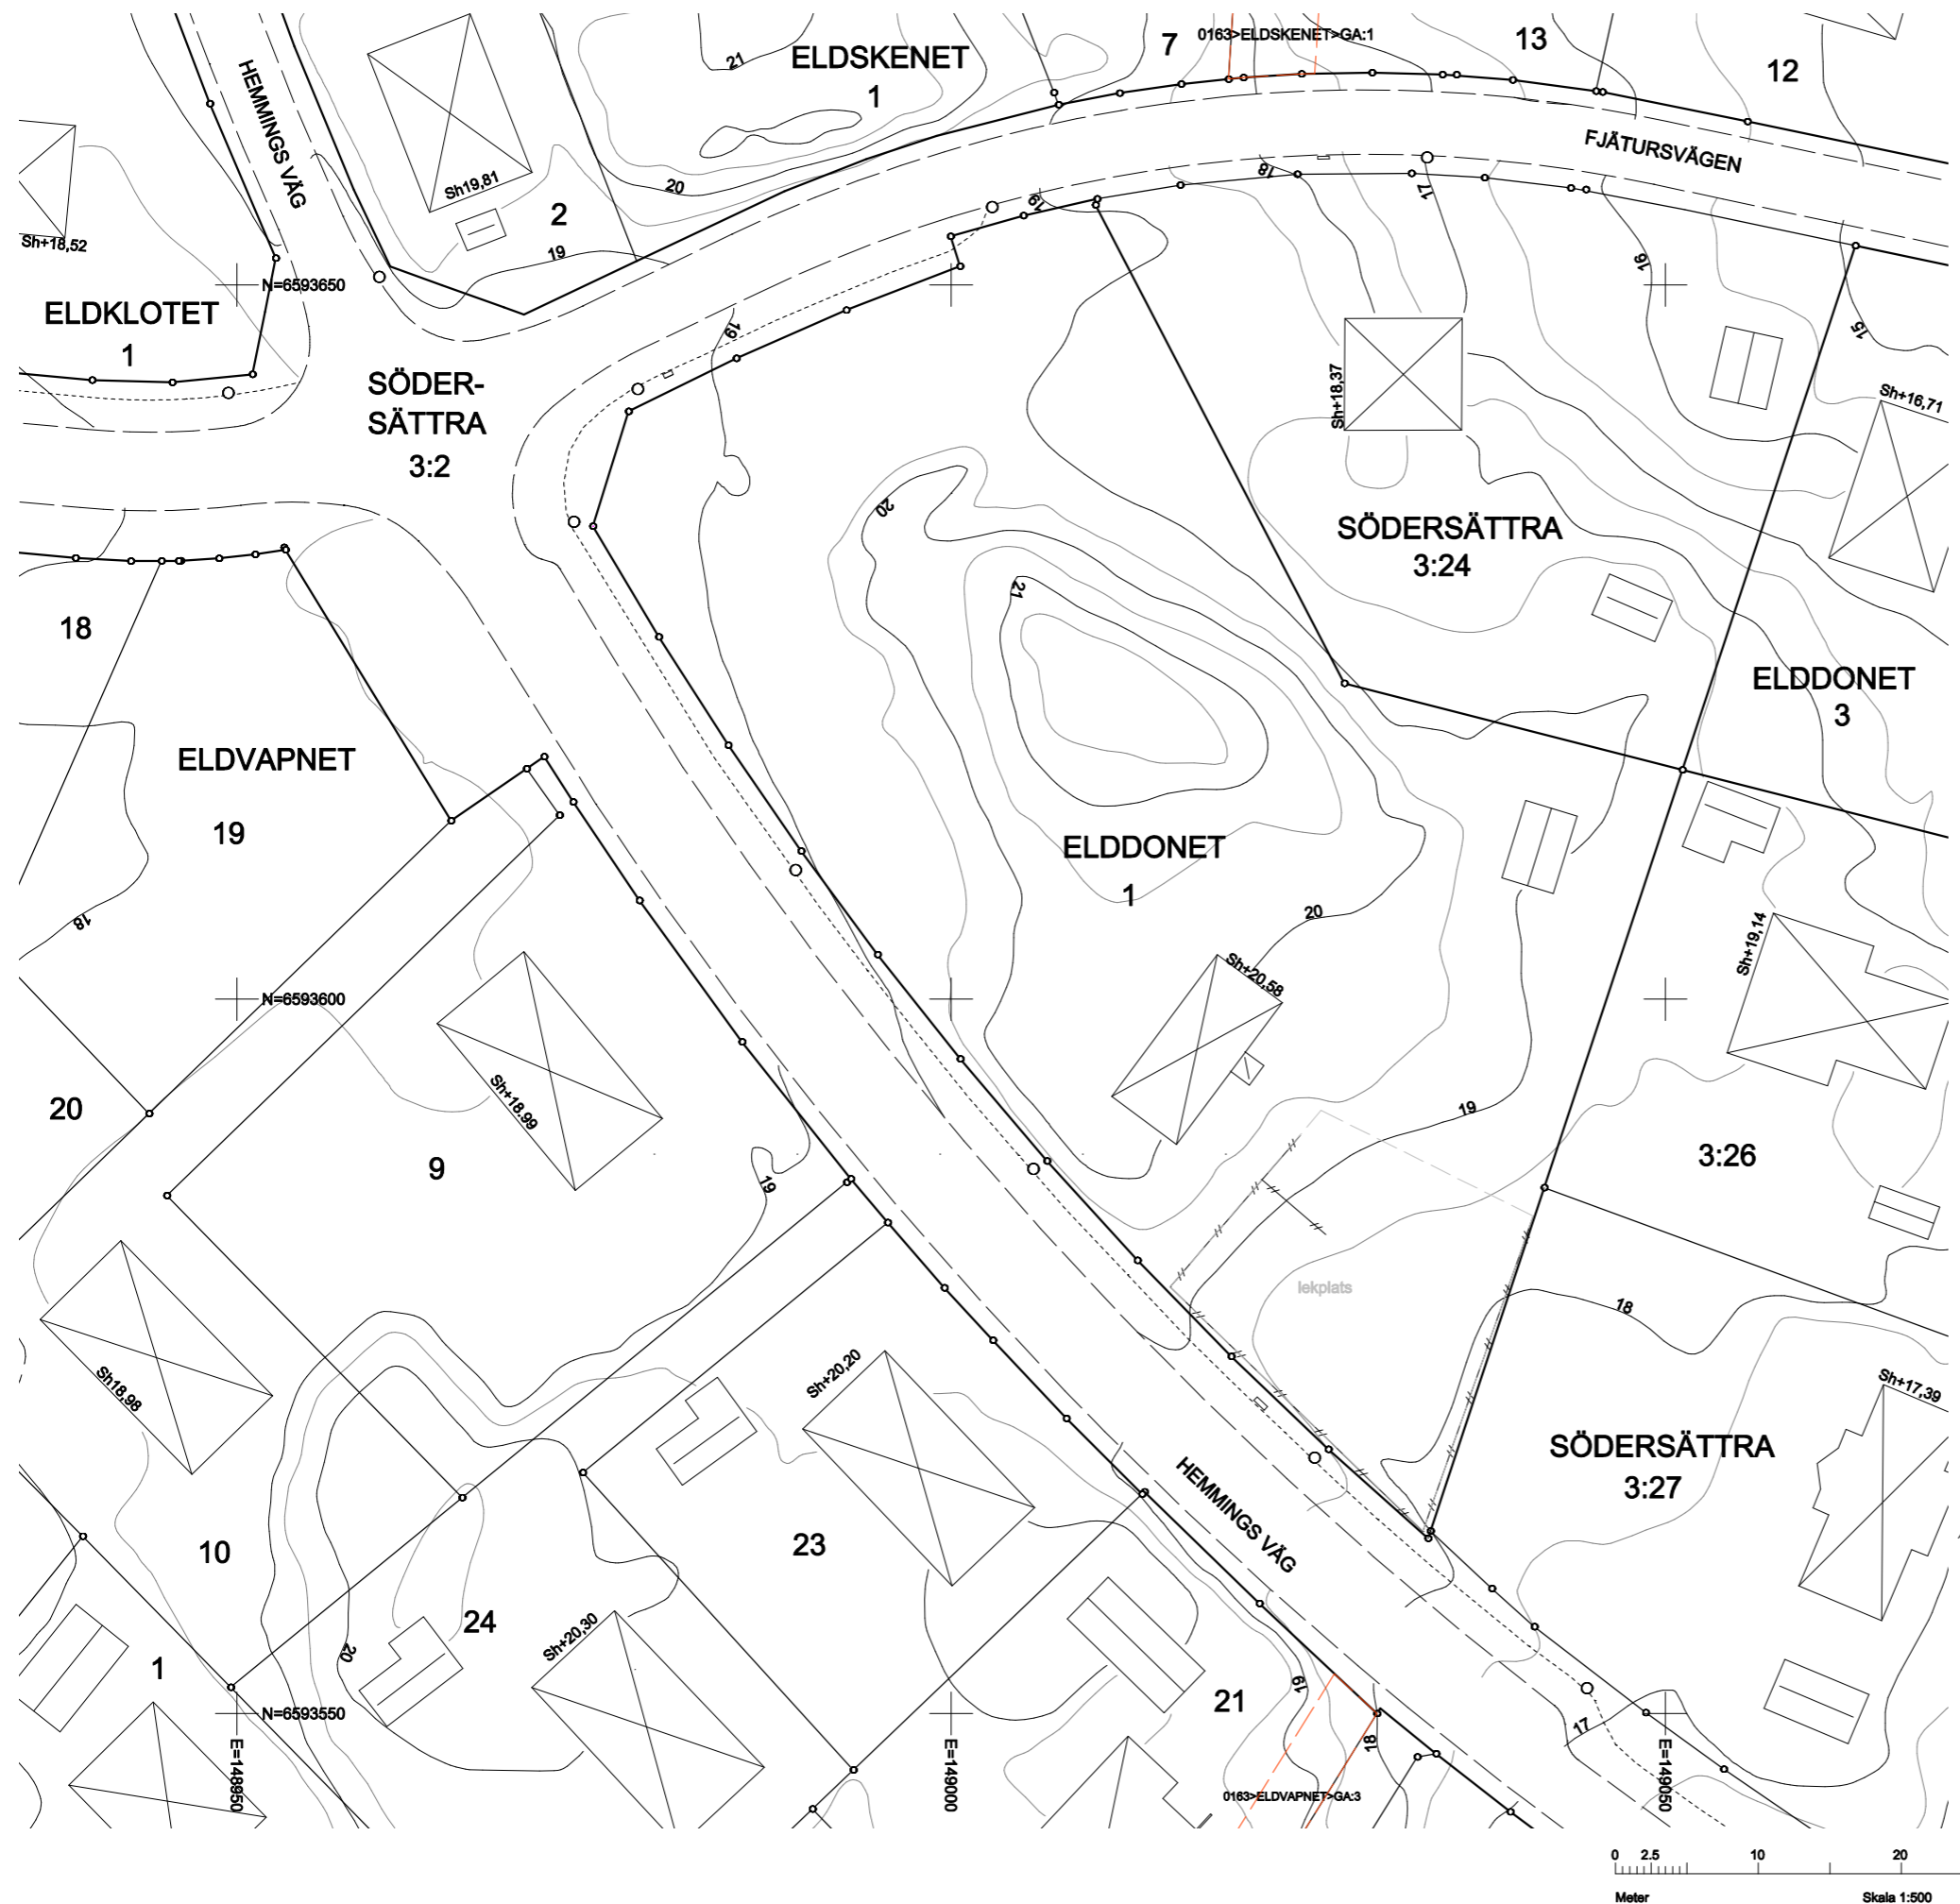 7
0163>ELDSKENET>GA:1
13
12
ELDSKENET
1
21
HEMMINGS VÄG
FJÄTURSVÄGEN
Sh19,81
20
2
18
17
19
Sh+18,52
19
16
N=6593650
ELDKLOTET
1
19
15
SÖDER-
SÄTTRA
3:2
Sh+18,37
Sh+16,71
20
SÖDERSÄTTRA
3:24
21
18
ELDDONET
3
ELDVAPNET
19
ELDDONET
1
18
20
Sh+19,14
Sh+20,58
N=6593600
Sh+18.99
20
19
9
3:26
19
lekplats
18
Sh+20,20
Sh18,98
Sh+17,39
SÖDERSÄTTRA
3:27
HEMMINGS VÄG
10
23
24
Sh+20,30
20
1
19
21
N=6593550
17
18
E=148950
E=149000
E=149050
0163>ELDVAPNET>GA:3
0 2.5 10 20
Meter Skala 1:500